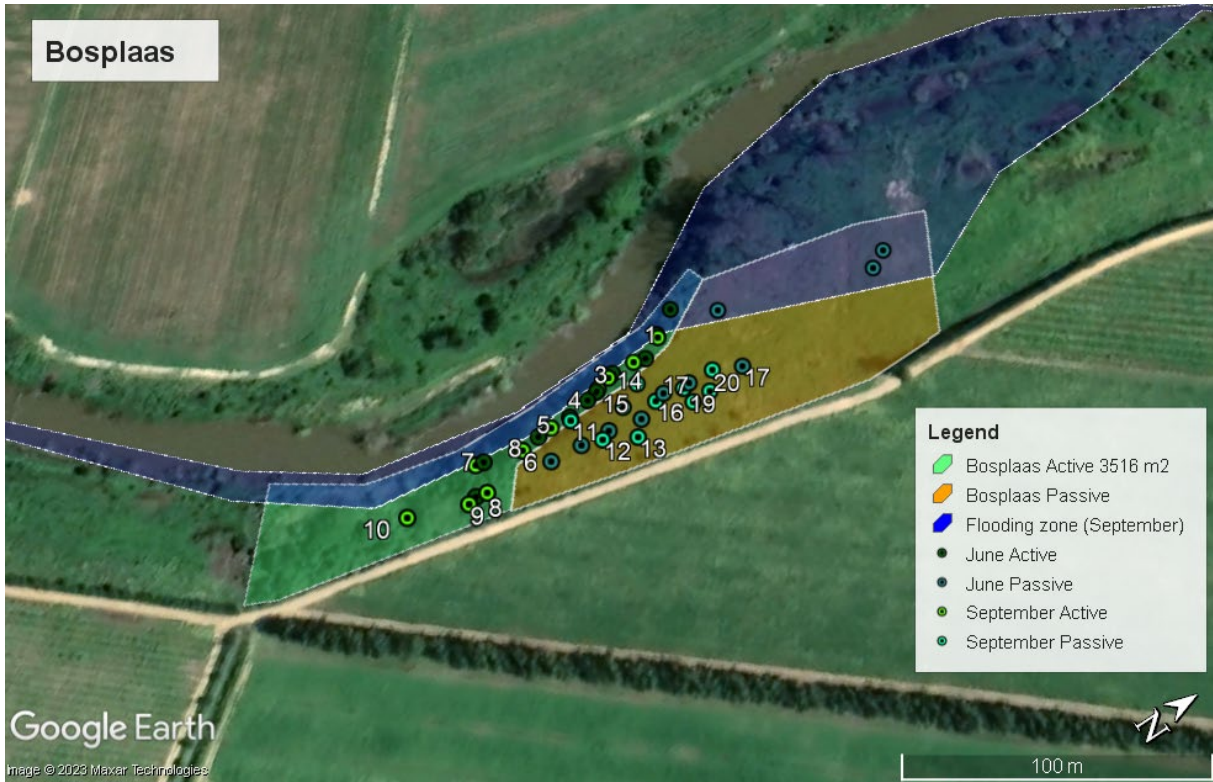 Bosplaas
1
3
14
17
20
17
4
15
16
19
5
11
8
12
13
7
6
8
9
10
Legend
Bosplaas Active 3516 m2
Bosplaas Passive
Flooding zone (September)
June Active
June Passive
September Active
September Passive
Google Earth
Image © 2023 Maxar Technologies
N
100 m